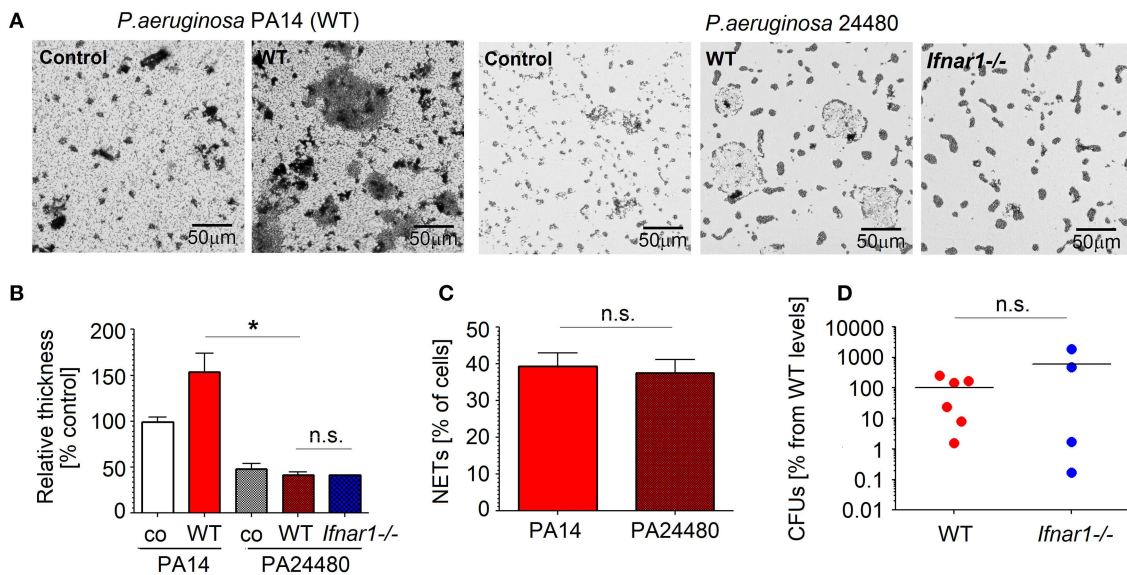 A
P.aeruginosa PA14 (WT)
P.aeruginosa 24480
Control
WT
Control
WT
Ifnar1-/-
50μm
50μm
50μm
50μm
50μm
B
Relative thickness
[% control]
200
150
100
50
0
*
n.s.
co
WT
co
WT
Ifnar1-/-
PA14
PA24480
C
NETs [% of cells]
50
40
30
20
10
0
n.s.
PA14
PA24480
D
CFUs [% from WT levels]
n.s.
10000
1000
100
10
1
0.1
0.01
WT
Ifnar1-/-